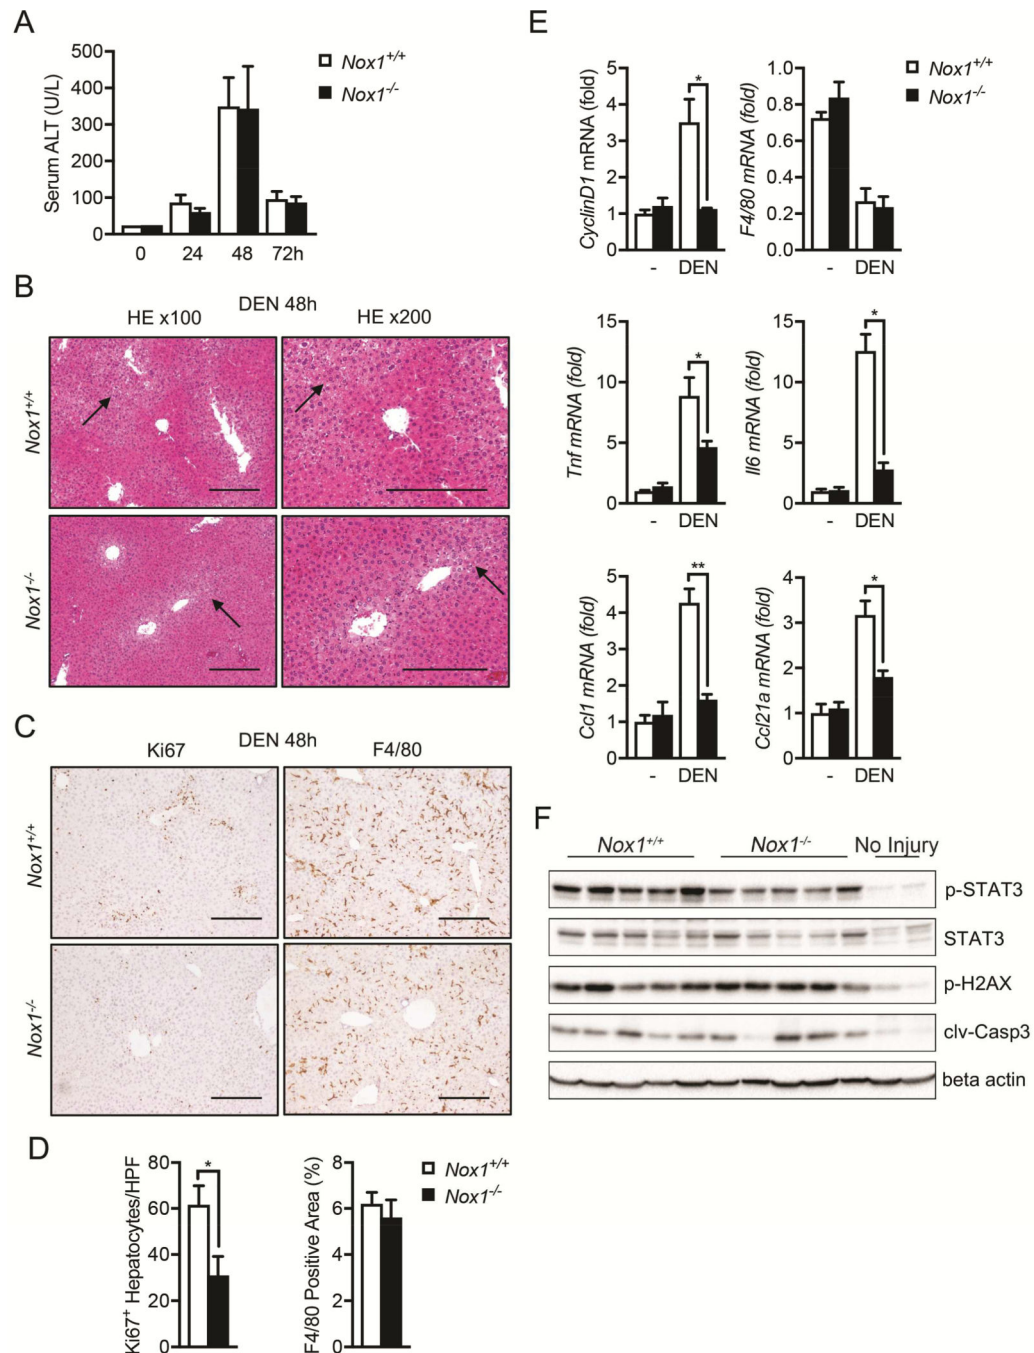 A
Serum ALT (U/L)
500
400
300
200
100
0
0 24 48 72h
Nox1+/+
Nox1-/-
B
DEN 48h
HE x100 HE x200
Nox1+/+
Nox1-/-
C
DEN 48h
Ki67 F4/80
Nox1+/+
Nox1-/-
D
Ki67+ Hepatocytes/HPF
80
60
40
20
0
*
F4/80 Positive Area (%)
8
6
4
2
0
Nox1+/+
Nox1-/-
E
Nox1+/+
Nox1-/-
CyclinD1 mRNA (fold)
5
4
3
2
1
0
*
- DEN
F4/80 mRNA (fold)
1.0
0.8
0.6
0.4
0.2
0.0
- DEN
Tnf mRNA (fold)
15
10
5
0
*
- DEN
Il6 mRNA (fold)
15
10
5
0
*
- DEN
Ccl1 mRNA (fold)
5
4
3
2
1
0
**
- DEN
Ccl21a mRNA (fold)
4
3
2
1
0
*
- DEN
F
Nox1+/+ Nox1-/- No Injury
p-STAT3
STAT3
p-H2AX
clv-Casp3
beta actin